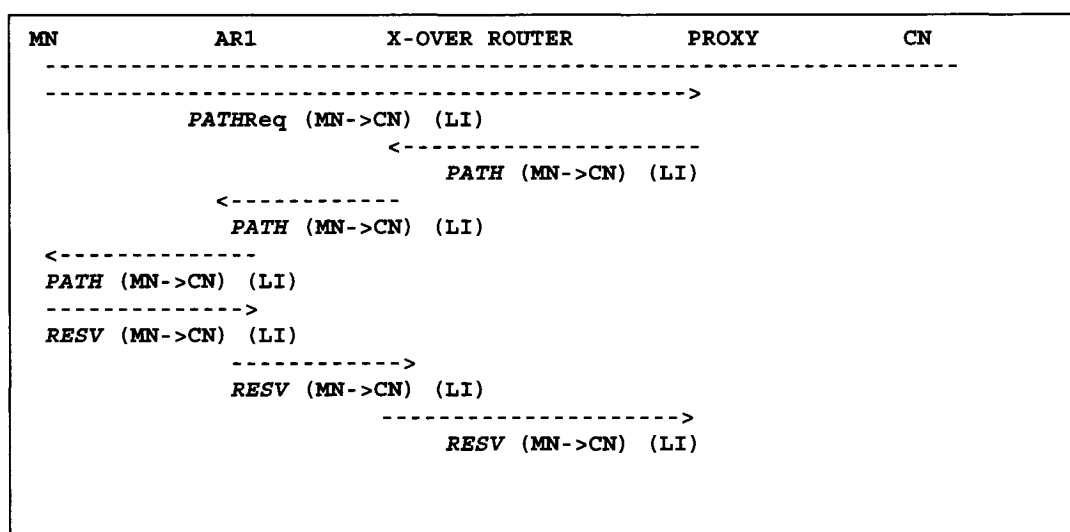 MN AR1 X-OVER ROUTER PROXY CN
----------------------------------------------------------------
--------------------------------------------->
PATHReq (MN->CN) (LI)
<---------------------
PATH (MN->CN) (LI)
<------------
PATH (MN->CN) (LI)
<--------------
PATH (MN->CN) (LI)
-------------->
RESV (MN->CN) (LI)
------------>
RESV (MN->CN) (LI)
--------------------->
RESV (MN->CN) (LI)